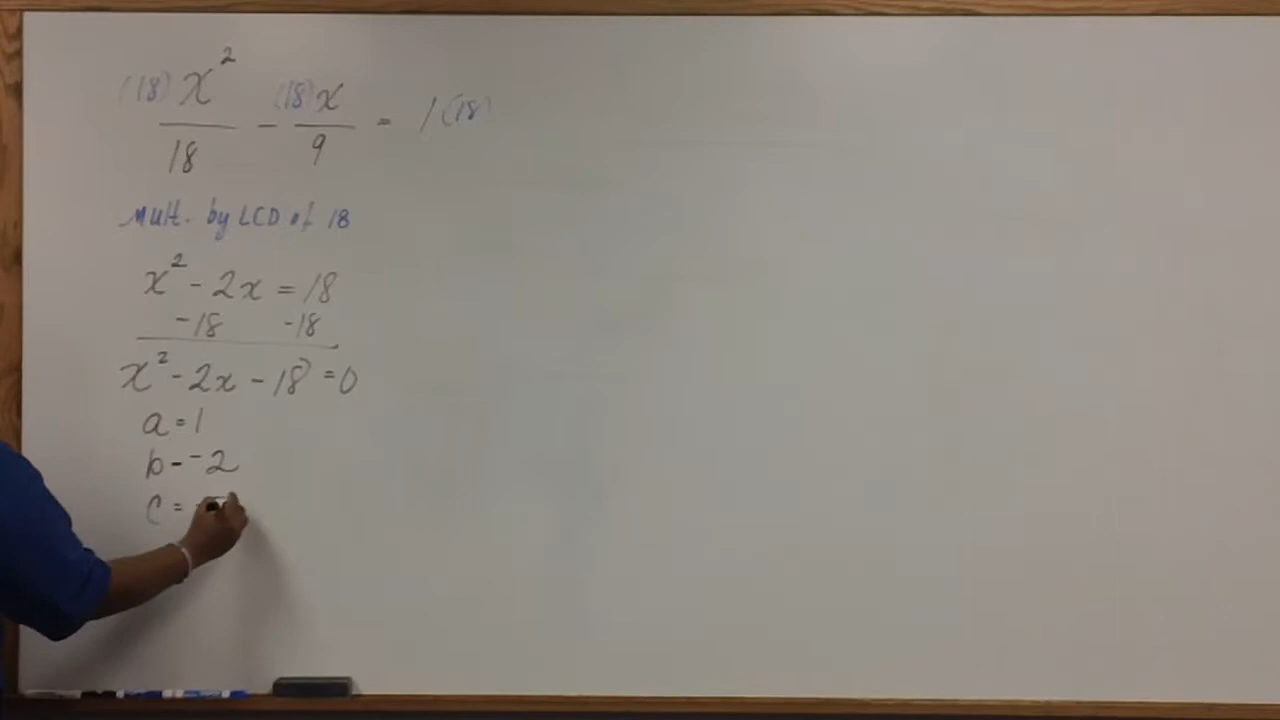 (18)x² / 18 - (18)x / 9 = 1(18)
Mult. by LCD of 18
x² - 2x = 18
-18 -18
x² - 2x - 18 = 0
a = 1
b = -2
c = -